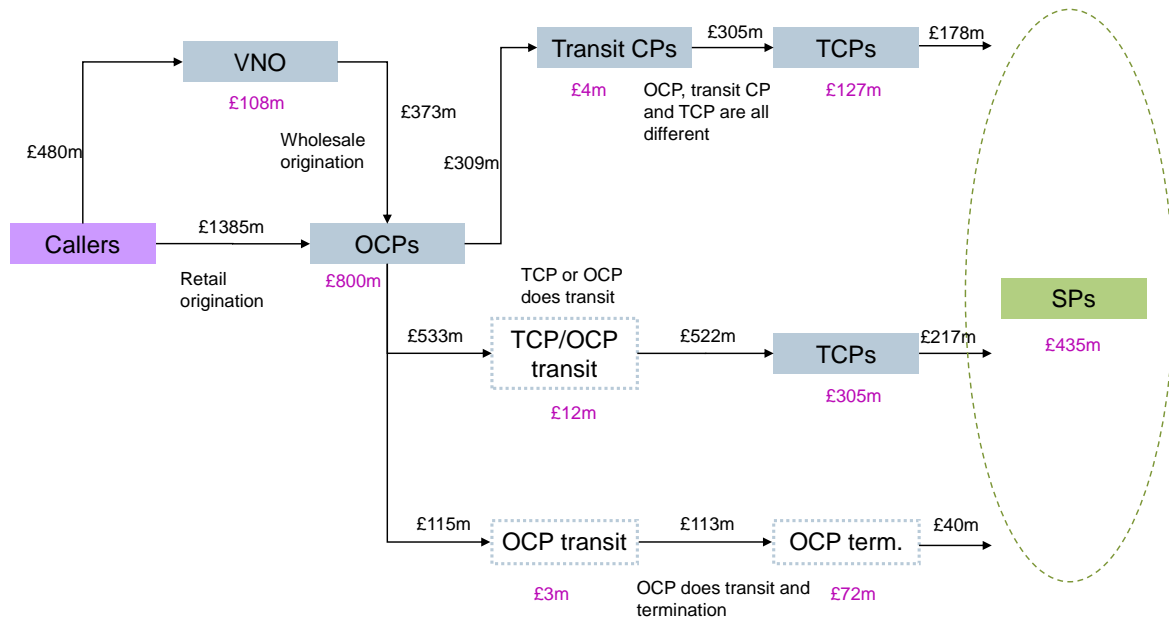 £305m
£178m
VNO
Transit CPs
TCPs
£108m
£4m
OCP, transit CP
and TCP are all
different
£127m
£373m
Wholesale
origination
£480m
£309m
£1385m
Callers
OCPs
Retail
origination
£800m
TCP or OCP
does transit
SPs
£533m
TCP/OCP
transit
£522m
TCPs
£217m
£435m
£12m
£305m
£115m
£113m
£40m
OCP transit
OCP term.
£3m
OCP does transit and
termination
£72m